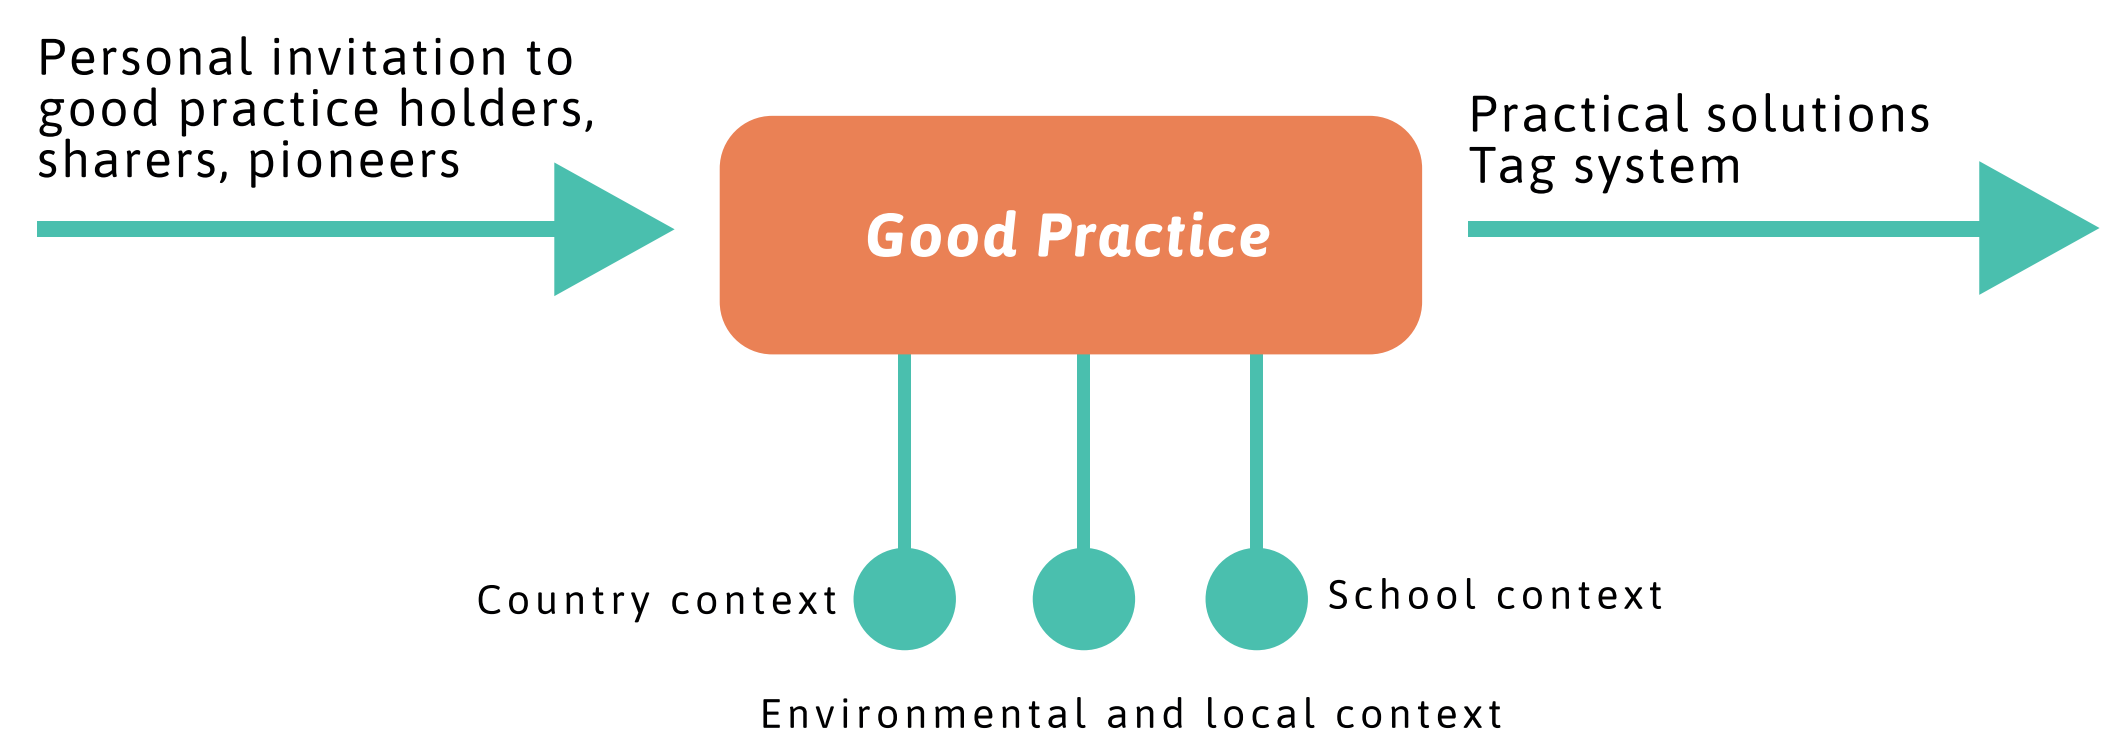 Personal invitation to
good practice holders,
sharers, pioneers
Good Practice
Practical solutions
Tag system
Country context
School context
Environmental and local context